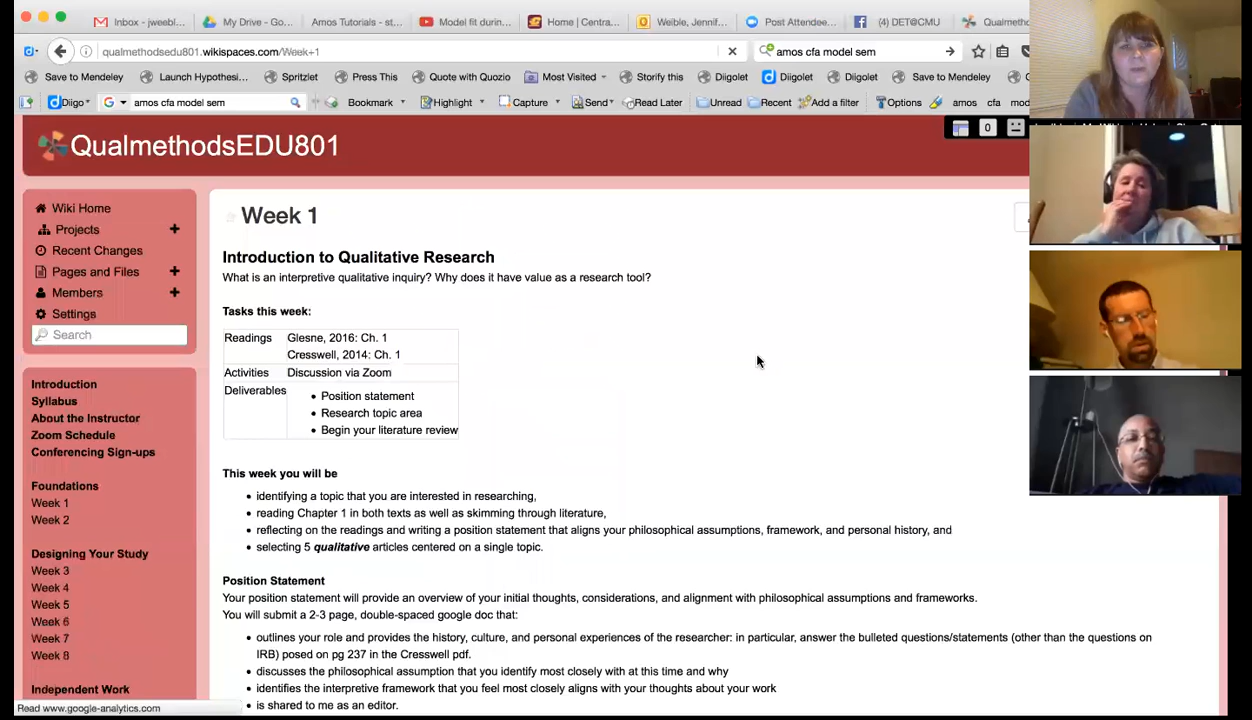 Inbox - jweebl...
My Drive - Go...
Amos Tutorials - st...
Model fit durin...
Home | Centra...
Weible, Jennif...
Post Attendee...
(4) DET@CMU
Qualmetho
qualmethodsedu801.wikispaces.com/Week+1
amos cfa model sem
Save to Mendeley
Launch Hypothesi...
Spritzlet
Press This
Quote with Quozio
Most Visited
Storify this
Diigolet
Diigolet
Diigolet
Save to Mendeley
Diigo
amos cfa model sem
Bookmark
Highlight
Capture
Send
Read Later
Unread
Recent
Add a filter
Options
amos
cfa
mod
QualmethodsEDU801
0
Wiki Home
Projects
Recent Changes
Pages and Files
Members
Settings
Search
Introduction
Syllabus
About the Instructor
Zoom Schedule
Conferencing Sign-ups
Foundations
Week 1
Week 2
Designing Your Study
Week 3
Week 4
Week 5
Week 6
Week 7
Week 8
Independent Work
Read www.google-analytics.com
Week 1
Introduction to Qualitative Research
What is an interpretive qualitative inquiry? Why does it have value as a research tool?
Tasks this week:
Readings Glesne, 2016: Ch. 1
Cresswell, 2014: Ch. 1
Activities Discussion via Zoom
Deliverables
• Position statement
• Research topic area
• Begin your literature review
This week you will be
• identifying a topic that you are interested in researching,
• reading Chapter 1 in both texts as well as skimming through literature,
• reflecting on the readings and writing a position statement that aligns your philosophical assumptions, framework, and personal history, and
• selecting 5 qualitative articles centered on a single topic.
Position Statement
Your position statement will provide an overview of your initial thoughts, considerations, and alignment with philosophical assumptions and frameworks.
You will submit a 2-3 page, double-spaced google doc that:
• outlines your role and provides the history, culture, and personal experiences of the researcher: in particular, answer the bulleted questions/statements (other than the questions on
IRB) posed on pg 237 in the Cresswell pdf.
• discusses the philosophical assumption that you identify most closely with at this time and why
• identifies the interpretive framework that you feel most closely aligns with your thoughts about your work
• is shared to me as an editor.